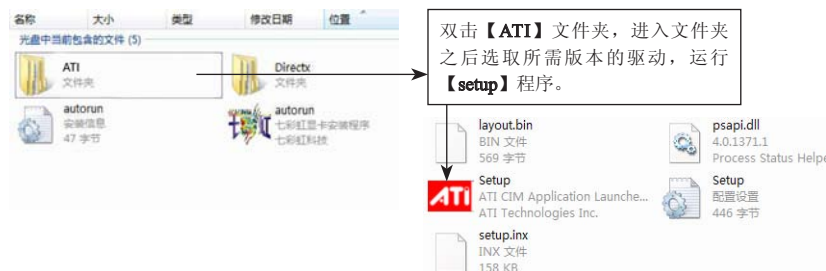 名称 大小 类型 修改日期 位置
光盘中当前包含的文件 (5)
ATI
文件夹
Directx
文件夹
autorun
安装信息
47 字节
autorun
七彩虹显卡安装程序
七彩虹科技
双击【ATI】文件夹，进入文件夹
之后选取所需版本的驱动，运行
【setup】程序。
layout.bin
BIN 文件
569 字节
psapi.dll
4.0.1371.1
Process Status Helpe
ATI
Setup
ATI CIM Application Launche...
ATI Technologies Inc.
Setup
配置设置
446 字节
setup.inx
INX 文件
158 KB